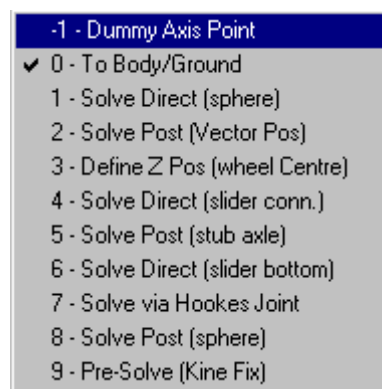 -1 - Dummy Axis Point
0 - To Body/Ground
1 - Solve Direct (sphere)
2 - Solve Post (Vector Pos)
3 - Define Z Pos (wheel Centre)
4 - Solve Direct (slider conn.)
5 - Solve Post (stub axle)
6 - Solve Direct (slider bottom)
7 - Solve via Hookes Joint
8 - Solve Post (sphere)
9 - Pre-Solve (Kine Fix)